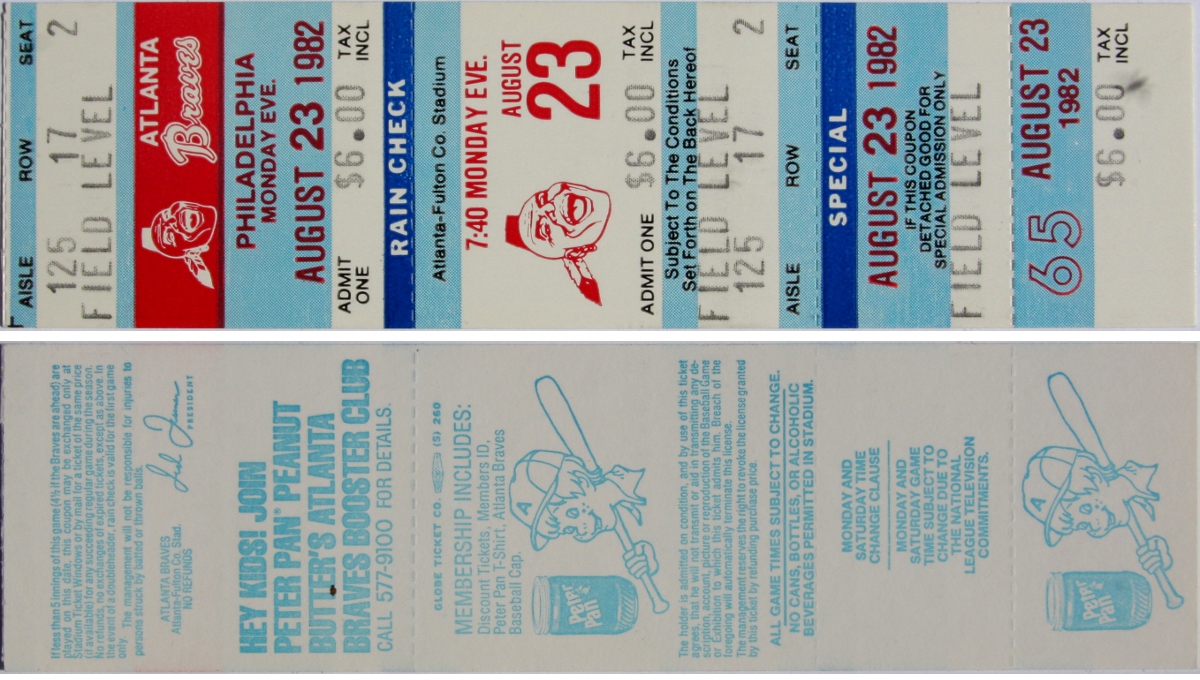 AISLE ROW SEAT
125 17 2
FIELD LEVEL
ATLANTA
Braves
PHILADELPHIA
MONDAY EVE.
AUGUST 23 1982
ADMIT ONE
$6.00
TAX INCL
RAIN CHECK
Atlanta-Fulton Co. Stadium
7:40 MONDAY EVE.
AUGUST
23
ADMIT ONE
$6.00
TAX INCL
Subject To The Conditions
Set Forth on The Back Hereof
FIELD LEVEL
125 17 2
AISLE ROW SEAT
SPECIAL
AUGUST 23 1982
IF THIS COUPON
DETACHED GOOD FOR
SPECIAL ADMISSION ONLY
FIELD LEVEL
65
AUGUST 23
1982
$6.00
TAX INCL
If less than 5 innings of this game (4½ if the Braves are ahead) are
played on this date, this coupon may be exchanged only at
Stadium Ticket Windows or by mail for a ticket of the same price
(if available) for any succeeding regular game during the season.
No refunds, no exchanges of expired tickets, except as above. In
the event of a doubleheader, rain check is valid for the first game
only. The management will not be responsible for injuries to
persons struck by batted or thrown balls.
ATLANTA BRAVES
Atlanta-Fulton Co. Stad.
NO REFUNDS
PRESIDENT
HEY KIDS! JOIN
PETER PAN® PEANUT
BUTTER'S ATLANTA
BRAVES BOOSTER CLUB
CALL 577-9100 FOR DETAILS.
GLOBE TICKET CO. (S) 260
MEMBERSHIP INCLUDES:
Discount Tickets, Members ID,
Peter Pan T-Shirt, Atlanta Braves
Baseball Cap.
A
Peter
Pan
The holder is admitted on condition, and by use of this ticket
agrees, that he will not transmit or aid in transmitting any de-
scription, account, picture or reproduction of the Baseball Game
or Exhibition to which this ticket admits him. Breach of the
foregoing will automatically terminate this license.
The management reserves the right to revoke the license granted
by this ticket by refunding purchase price.
ALL GAME TIMES SUBJECT TO CHANGE.
NO CANS, BOTTLES, OR ALCOHOLIC
BEVERAGES PERMITTED IN STADIUM.
MONDAY AND
SATURDAY TIME
CHANGE CLAUSE
MONDAY AND
SATURDAY GAME
TIME SUBJECT TO
CHANGE DUE TO
THE NATIONAL
LEAGUE TELEVISION
COMMITMENTS.
A
Peter
Pan